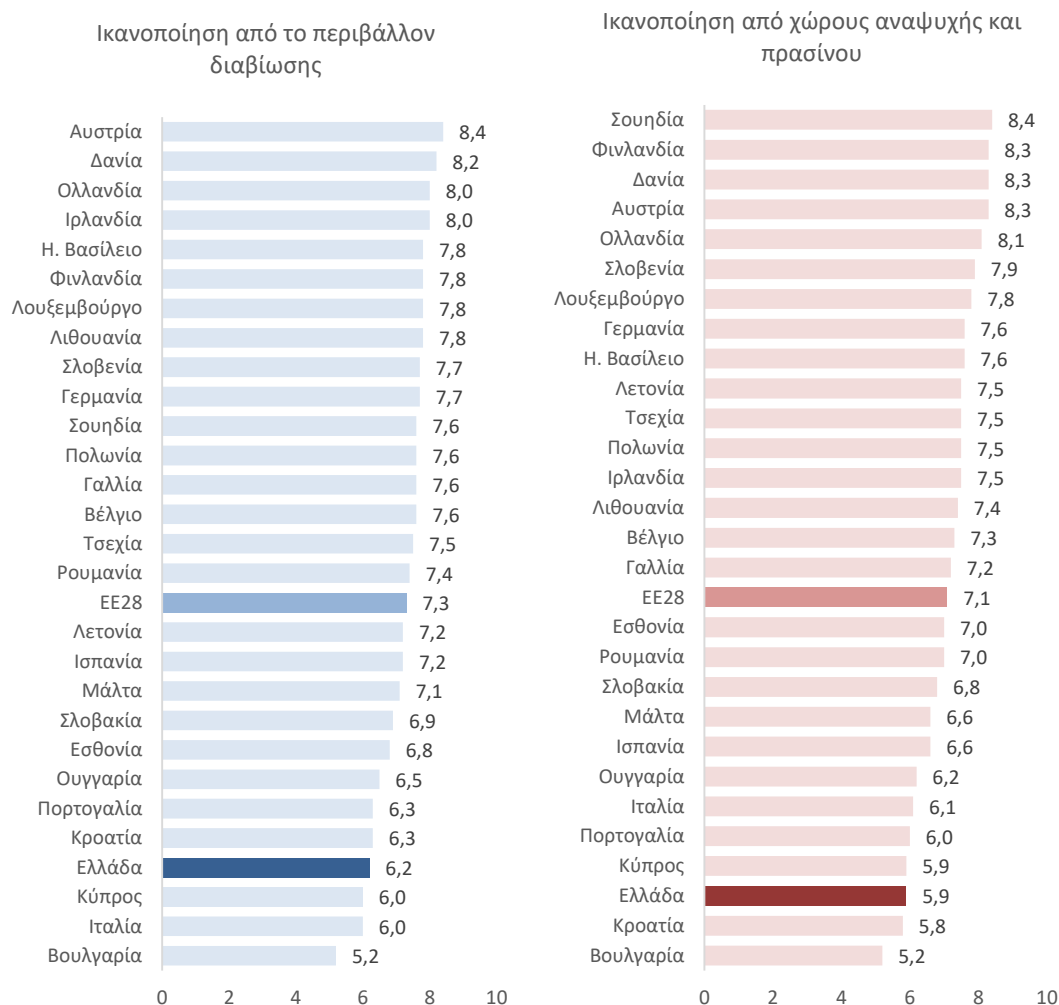 Ικανοποίηση από το περιβάλλον
διαβίωσης
Αυστρία 8,4
Δανία 8,2
Ολλανδία 8,0
Ιρλανδία 8,0
Η. Βασίλειο 7,8
Φινλανδία 7,8
Λουξεμβούργο 7,8
Λιθουανία 7,8
Σλοβενία 7,7
Γερμανία 7,7
Σουηδία 7,6
Πολωνία 7,6
Γαλλία 7,6
Βέλγιο 7,6
Τσεχία 7,5
Ρουμανία 7,4
ΕΕ28 7,3
Λετονία 7,2
Ισπανία 7,2
Μάλτα 7,1
Σλοβακία 6,9
Εσθονία 6,8
Ουγγαρία 6,5
Πορτογαλία 6,3
Κροατία 6,3
Ελλάδα 6,2
Κύπρος 6,0
Ιταλία 6,0
Βουλγαρία 5,2
0 2 4 6 8 10
Ικανοποίηση από χώρους αναψυχής και
πρασίνου
Σουηδία 8,4
Φινλανδία 8,3
Δανία 8,3
Αυστρία 8,3
Ολλανδία 8,1
Σλοβενία 7,9
Λουξεμβούργο 7,8
Γερμανία 7,6
Η. Βασίλειο 7,6
Λετονία 7,5
Τσεχία 7,5
Πολωνία 7,5
Ιρλανδία 7,5
Λιθουανία 7,4
Βέλγιο 7,3
Γαλλία 7,2
ΕΕ28 7,1
Εσθονία 7,0
Ρουμανία 7,0
Σλοβακία 6,8
Μάλτα 6,6
Ισπανία 6,6
Ουγγαρία 6,2
Ιταλία 6,1
Πορτογαλία 6,0
Κύπρος 5,9
Ελλάδα 5,9
Κροατία 5,8
Βουλγαρία 5,2
0 2 4 6 8 10